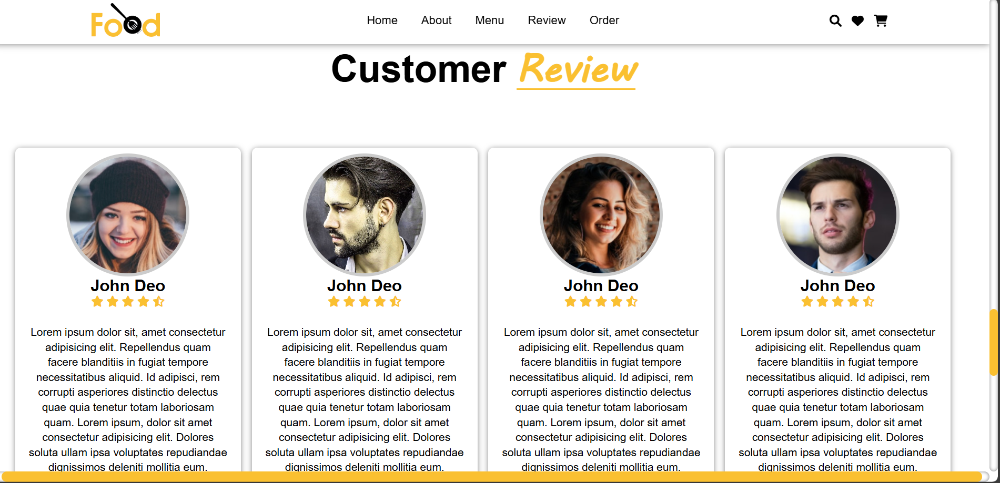 Food
Home About Menu Review Order
Customer Review
John Deo
Lorem ipsum dolor sit, amet consectetur
adipisicing elit. Repellendus quam
facere blanditiis in fugiat tempore
necessitatibus aliquid. Id adipisci, rem
corrupti asperiores distinctio delectus
quae quia tenetur totam laboriosam
quam. Lorem ipsum, dolor sit amet
consectetur adipisicing elit. Dolores
soluta ullam ipsa voluptates repudiandae
dignissimos deleniti mollitia eum.
John Deo
Lorem ipsum dolor sit, amet consectetur
adipisicing elit. Repellendus quam
facere blanditiis in fugiat tempore
necessitatibus aliquid. Id adipisci, rem
corrupti asperiores distinctio delectus
quae quia tenetur totam laboriosam
quam. Lorem ipsum, dolor sit amet
consectetur adipisicing elit. Dolores
soluta ullam ipsa voluptates repudiandae
dignissimos deleniti mollitia eum.
John Deo
Lorem ipsum dolor sit, amet consectetur
adipisicing elit. Repellendus quam
facere blanditiis in fugiat tempore
necessitatibus aliquid. Id adipisci, rem
corrupti asperiores distinctio delectus
quae quia tenetur totam laboriosam
quam. Lorem ipsum, dolor sit amet
consectetur adipisicing elit. Dolores
soluta ullam ipsa voluptates repudiandae
dignissimos deleniti mollitia eum.
John Deo
Lorem ipsum dolor sit, amet consectetur
adipisicing elit. Repellendus quam
facere blanditiis in fugiat tempore
necessitatibus aliquid. Id adipisci, rem
corrupti asperiores distinctio delectus
quae quia tenetur totam laboriosam
quam. Lorem ipsum, dolor sit amet
consectetur adipisicing elit. Dolores
soluta ullam ipsa voluptates repudiandae
dignissimos deleniti mollitia eum.